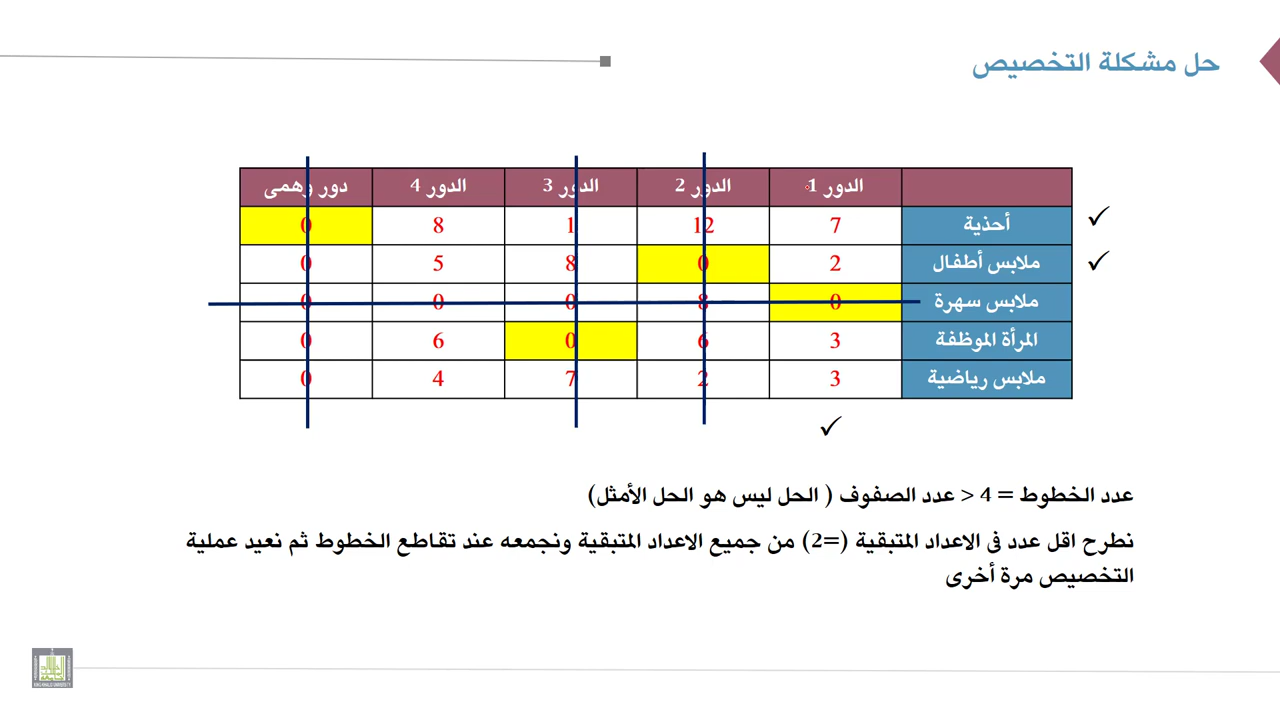 حل مشكلة التخصيص
الدور 1 الدور 2 الدور 3 الدور 4 دور وهمى
أحذية 7 12 1 8 0
ملابس أطفال 2 0 8 5 0
ملابس سهرة 0 8 0 0 0
المرأة الموظفة 3 6 0 6 0
ملابس رياضية 3 2 7 4 0
عدد الخطوط = 4 < عدد الصفوف ( الحل ليس هو الحل الأمثل)
نطرح اقل عدد فى الاعداد المتبقية (=2) من جميع الاعداد المتبقية ونجمعه عند تقاطع الخطوط ثم نعيد عملية
التخصيص مرة أخرى